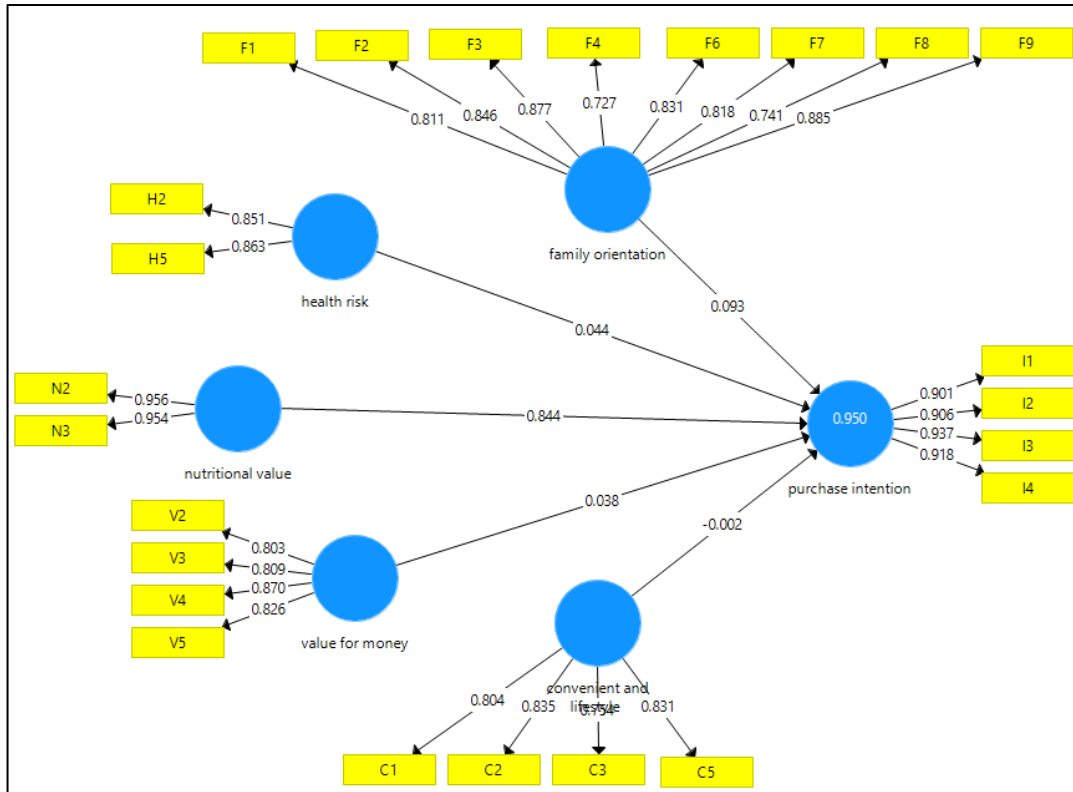 F1
F2
F3
F4
F6
F7
F8
F9
0.811
0.846
0.877
0.727
0.831
0.818
0.741
0.885
family orientation
H2
H5
0.851
0.863
health risk
0.093
0.044
N2
N3
0.956
0.954
nutritional value
0.844
0.950
purchase intention
I1
I2
I3
I4
0.901
0.906
0.937
0.918
V2
V3
V4
V5
0.803
0.809
0.870
0.826
value for money
0.038
-0.002
convenient and
lifestyle
0.804
0.835
0.754
0.831
C1
C2
C3
C5